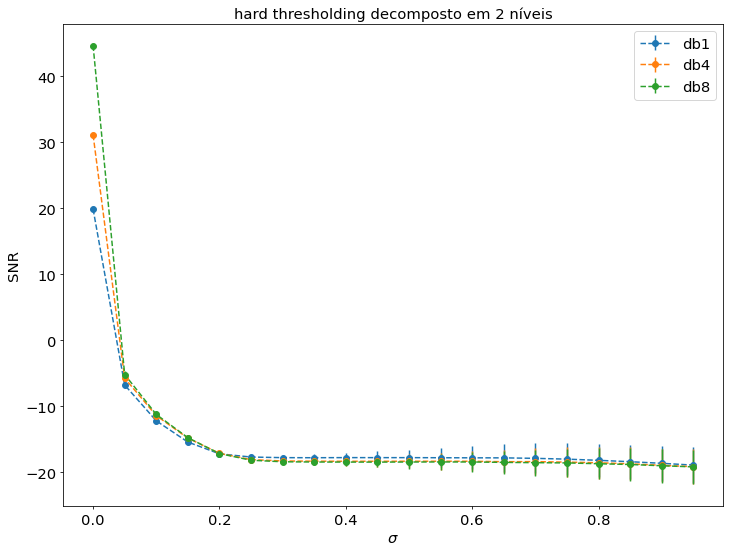 hard thresholding decomposto em 2 níveis
db1
db4
db8
40
30
20
10
0
−10
−20
SNR
0.0 0.2 0.4 0.6 0.8
σ